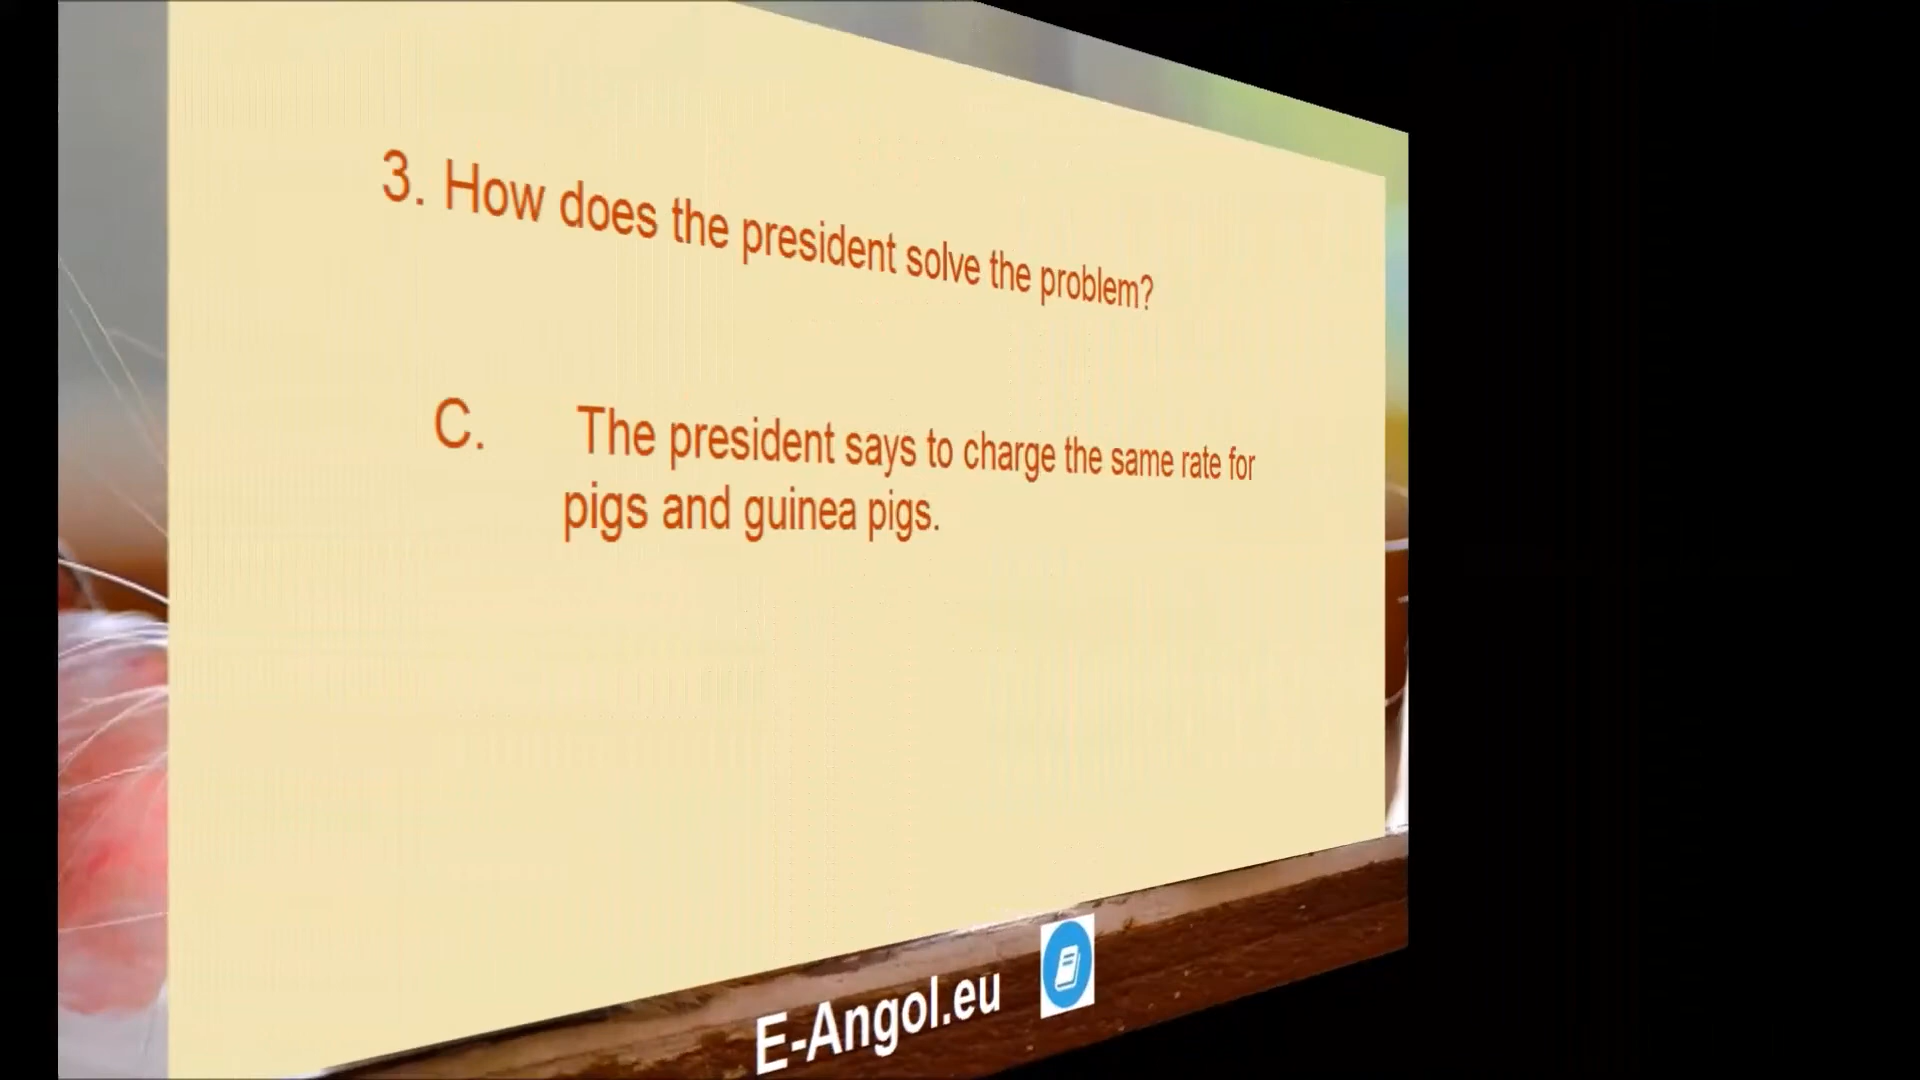 3. How does the president solve the problem?
C. The president says to charge the same rate for
pigs and guinea pigs.
E-Angol.eu